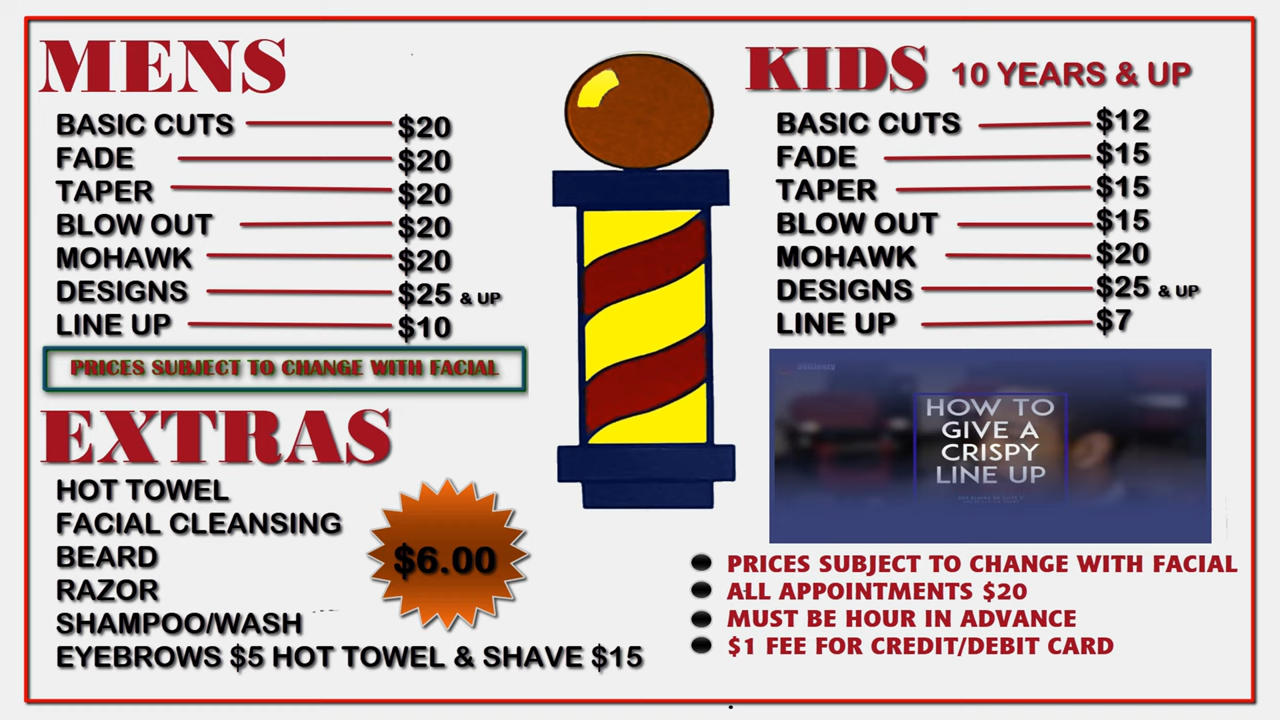 MENS
BASIC CUTS $20
FADE $20
TAPER $20
BLOW OUT $20
MOHAWK $20
DESIGNS $25 & UP
LINE UP $10
PRICES SUBJECT TO CHANGE WITH FACIAL
EXTRAS
HOT TOWEL
FACIAL CLEANSING
BEARD
RAZOR
SHAMPOO/WASH
$6.00
EYEBROWS $5 HOT TOWEL & SHAVE $15
KIDS 10 YEARS & UP
BASIC CUTS $12
FADE $15
TAPER $15
BLOW OUT $15
MOHAWK $20
DESIGNS $25 & UP
LINE UP $7
HOW TO
GIVE A
CRISPY
LINE UP
PRICES SUBJECT TO CHANGE WITH FACIAL
ALL APPOINTMENTS $20
MUST BE HOUR IN ADVANCE
$1 FEE FOR CREDIT/DEBIT CARD